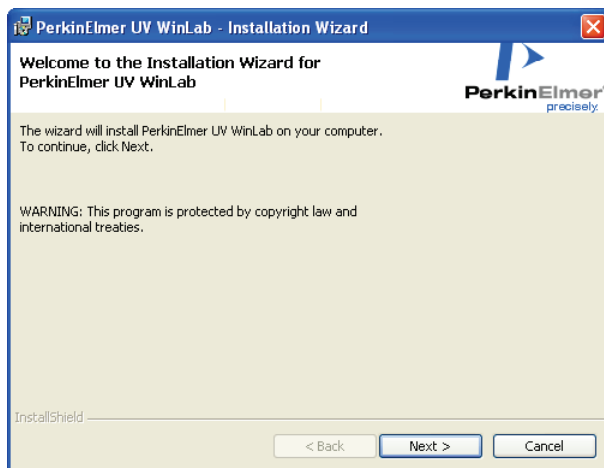 PerkinElmer UV WinLab - Installation Wizard
Welcome to the Installation Wizard for
PerkinElmer UV WinLab
PerkinElmer
precisely.
The wizard will install PerkinElmer UV WinLab on your computer.
To continue, click Next.
WARNING: This program is protected by copyright law and
international treaties.
InstallShield
< Back
Next >
Cancel